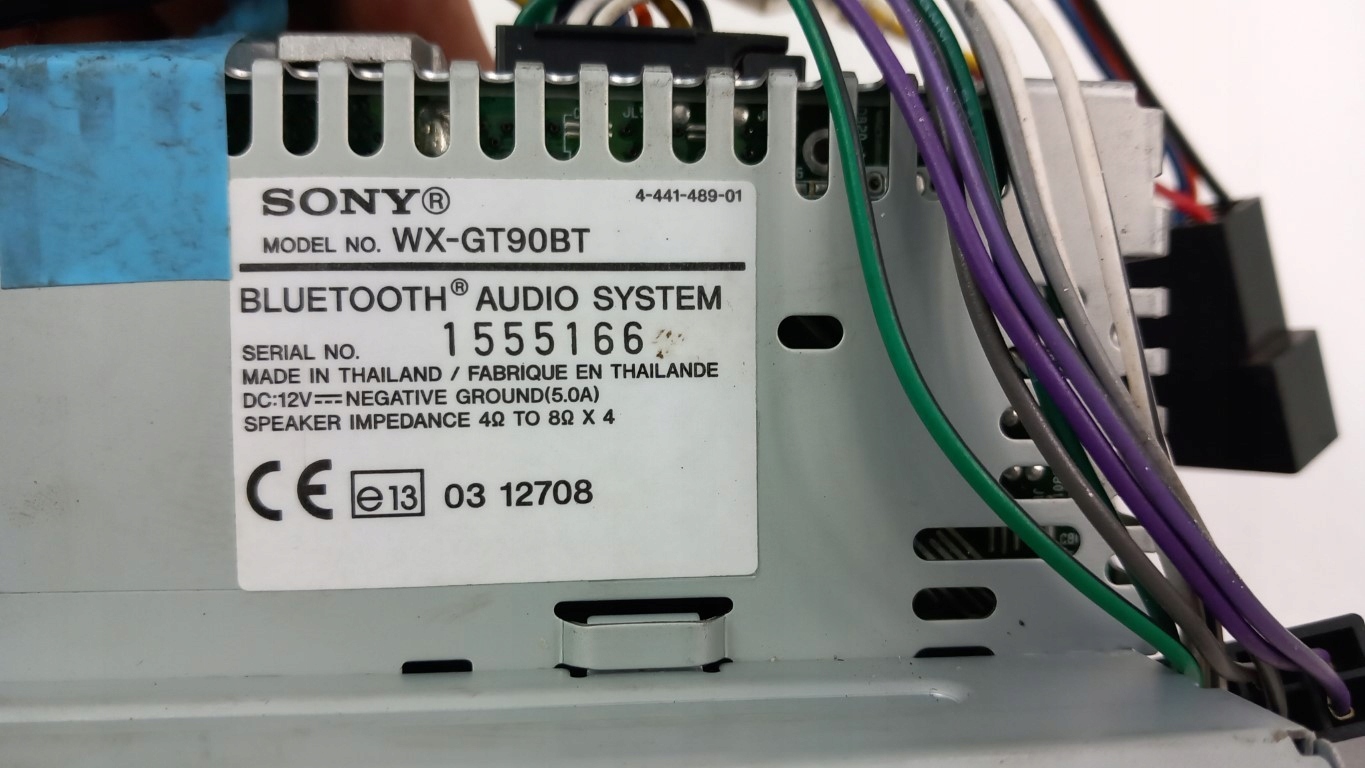 SONY®
4-441-489-01
MODEL NO. WX-GT90BT
BLUETOOTH® AUDIO SYSTEM
SERIAL NO. 1555166
MADE IN THAILAND / FABRIQUE EN THAILANDE
DC:12V⎓NEGATIVE GROUND(5.0A)
SPEAKER IMPEDANCE 4Ω TO 8Ω X 4
CE e13 03 12708